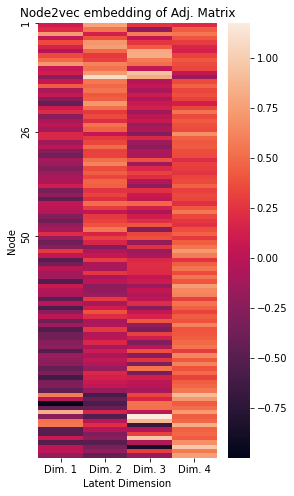 Node2vec embedding of Adj. Matrix
1
26
50
Node
Dim. 1 Dim. 2 Dim. 3 Dim. 4
Latent Dimension
1.00
0.75
0.50
0.25
0.00
−0.25
−0.50
−0.75